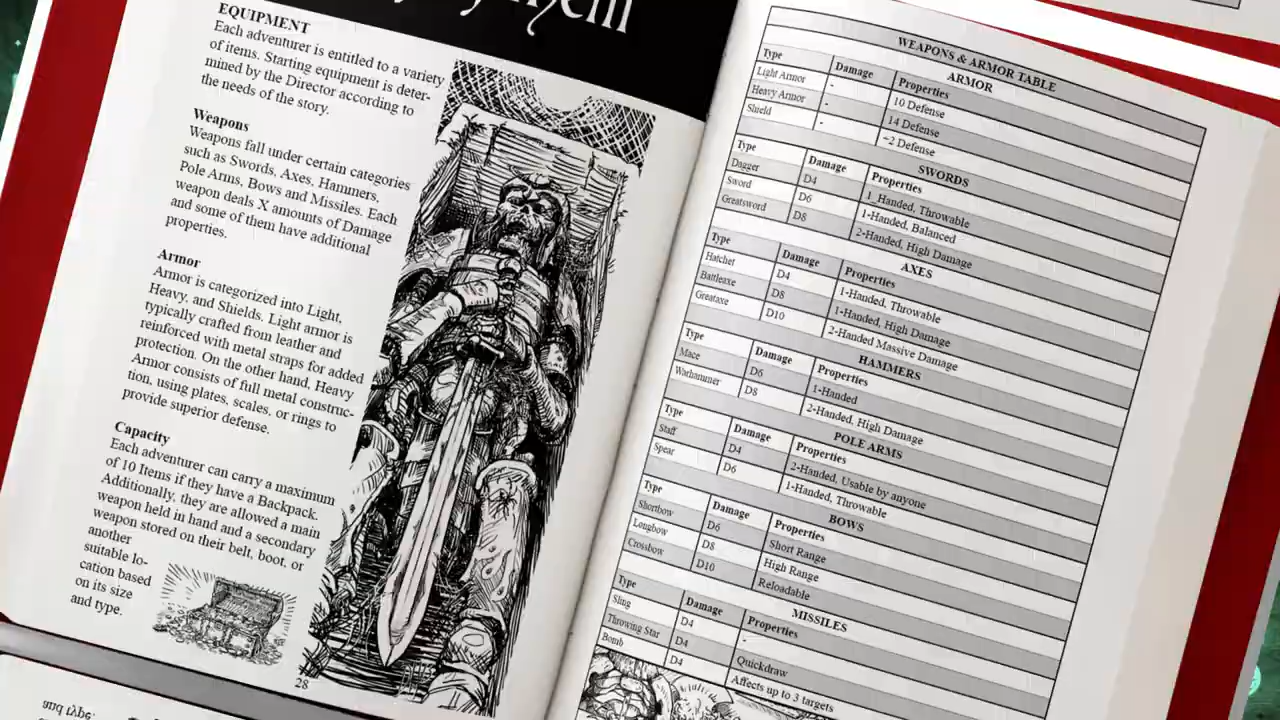 EQUIPMENT
Each adventurer is entitled to a variety
of items. Starting equipment is deter-
mined by the Director according to
the needs of the story.
Weapons
Weapons fall under certain categories
such as Swords, Axes, Hammers,
Pole Arms, Bows and Missiles. Each
weapon deals X amounts of Damage
and some of them have additional
properties.
Armor
Armor is categorized into Light,
Heavy, and Shields. Light armor is
typically crafted from leather and
reinforced with metal straps for added
protection. On the other hand, Heavy
Armor consists of full metal construc-
tion, using plates, scales, or rings to
provide superior defense.
Capacity
Each adventurer can carry a maximum
of 10 Items if they have a Backpack.
Additionally, they are allowed a main
weapon held in hand and a secondary
weapon stored on their belt, boot, or
another
suitable lo-
cation based
on its size
and type.
28
WEAPONS & ARMOR TABLE
ARMOR
Type Damage Properties
Light Armor - 10 Defense
Heavy Armor - 14 Defense
Shield - +2 Defense
SWORDS
Type Damage Properties
Dagger D4 1_Handed, Throwable
Sword D6 1-Handed, Balanced
Greatsword D8 2-Handed, High Damage
AXES
Type Damage Properties
Hatchet D4 1-Handed, Throwable
Battleaxe D8 1-Handed, High Damage
Greataxe D10 2-Handed Massive Damage
HAMMERS
Type Damage Properties
Mace D6 1-Handed
Warhammer D8 2-Handed, High Damage
POLE ARMS
Type Damage Properties
Staff D4 2-Handed, Usable by anyone
Spear D6 1-Handed, Throwable
BOWS
Type Damage Properties
Shortbow D6 Short Range
Longbow D8 High Range
Crossbow D10 Reloadable
MISSILES
Type Damage Properties
Sling D4 -
Throwing Star D4 Quickdraw
Bomb D4 Affects up to 3 targets